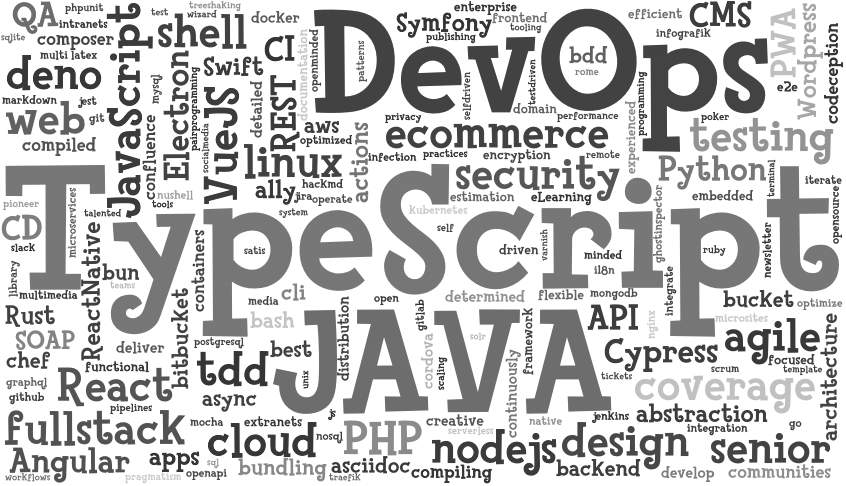 QA
phpunit
intranets
sqlite
composer
multi latex
deno
markdown
jest
web
git
compiled
JavaScript
test
treeshaking
wizard
shell
docker
mysql
Electron
pairprogramming
Swift
socialmedia
VueJS
CI
detailed
REST
documentation
openminded
confluence
nushell
tools
DevOps
patterns
bdd
rome
Symfony
publishing
enterprise
frontend
tooling
selfdriven
testdriven
domain
efficient
infografik
CMS
PWA
Wordpress
e2e
codeception
programming
experienced
poker
performance
privacy
aws
optimized
ecommerce
testing
linux
ally
hackmd
jira
operate
system
actions
infection
practices
encryption
remote
security
Python
terminal
iterate
opensource
estimation
eLearning
embedded
ghostinspector
Kubernetes
self
TypeScript
pioneer
CD
slack
microservices
talented
ReactNative
library
multimedia
bun
teams
containers
satis
driven
varnish
minded
i18n
ruby
newsletter
integrate
mongodb
flexible
determined
bucket
optimize
microsites
nginx
API
media
cli
bash
open
distribution
gitlab
JAVA
cordova
scaling
solr
framework
continuously
Rust
SOAP
chef
graphql
github
deliver
functional
React
bitbucket
postgresql
tdd
best
unix
async
pipelines
Cypress
agile
focused
template
scrum
tickets
architecture
coverage
abstraction
integration
go
fullstack
Angular
workflows
pragmatism
apps
mocha
extranets
js
cloud
nosql
sql
openapi
bundling
traefik
PHP
asciidoc
creative
serverless
native
jenkins
nodejs
compiling
design
backend
senior
develop
communities